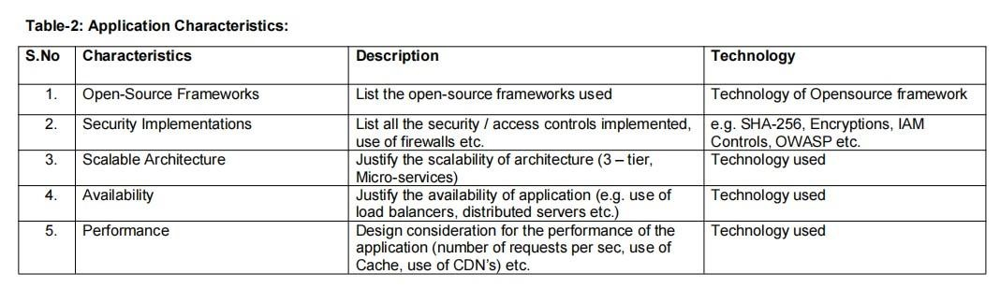 Table-2: Application Characteristics:
S.No Characteristics Description Technology
1. Open-Source Frameworks List the open-source frameworks used Technology of Opensource framework
2. Security Implementations List all the security / access controls implemented, e.g. SHA-256, Encryptions, IAM
use of firewalls etc. Controls, OWASP etc.
3. Scalable Architecture Justify the scalability of architecture (3 – tier, Technology used
Micro-services)
4. Availability Justify the availability of application (e.g. use of Technology used
load balancers, distributed servers etc.)
5. Performance Design consideration for the performance of the Technology used
application (number of requests per sec, use of
Cache, use of CDN’s) etc.